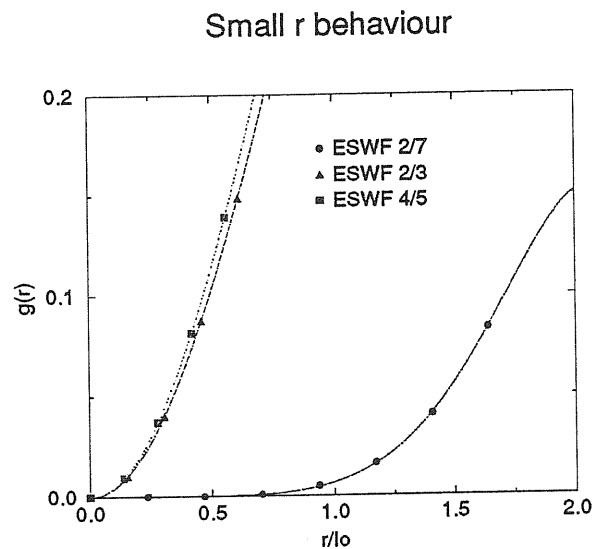 Small r behaviour
0.2
ESWF 2/7
ESWF 2/3
ESWF 4/5
g(r)
0.1
0.0
0.0 0.5 1.0 1.5 2.0
r/lo